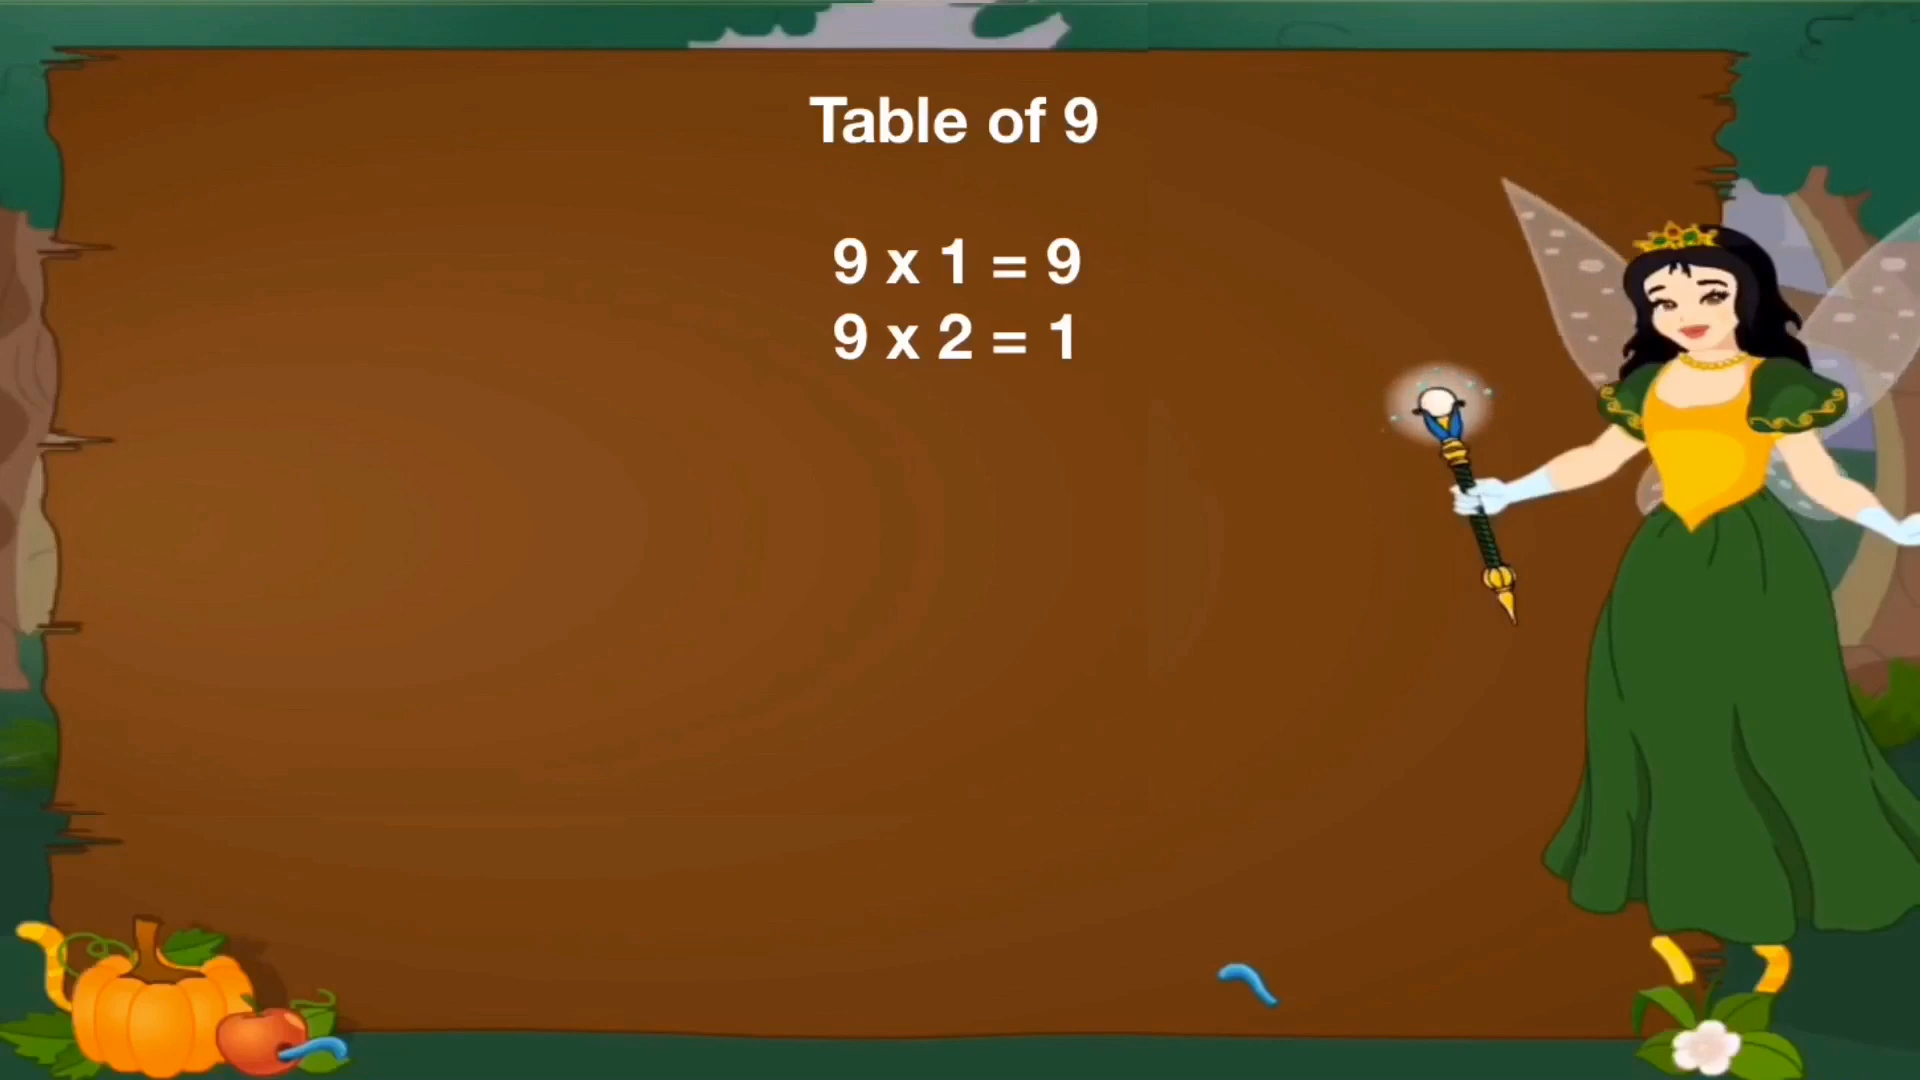 Table of 9
9 x 1 = 9
9 x 2 = 1